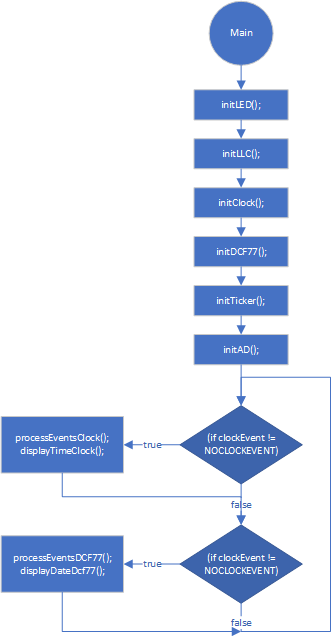 Main
initLED();
initLLC();
initClock();
initDCF77();
initTicker();
initAD();
(if clockEvent !=
NOCLOCKEVENT)
true
processEventsClock();
displayTimeClock();
false
(if clockEvent !=
NOCLOCKEVENT)
true
processEventsDCF77();
displayDateDcf77();
false